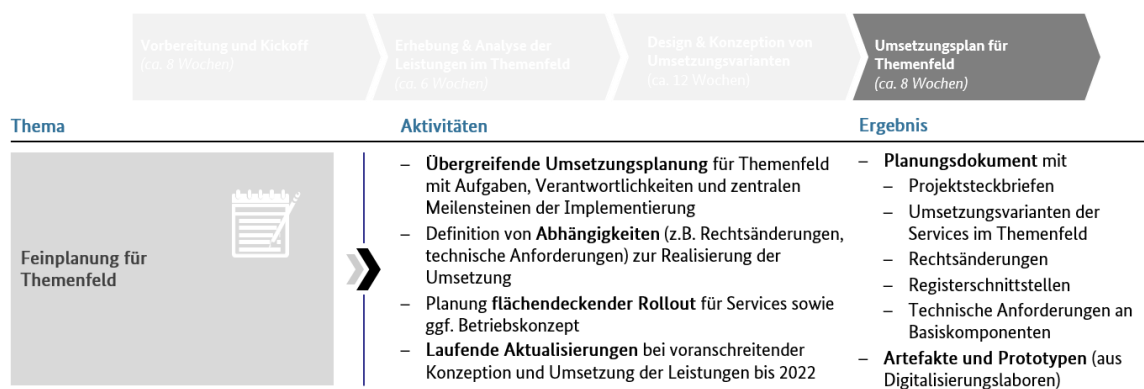 Vorbereitung und Kickoff
(ca. 8 Wochen)
Erhebung & Analyse der
Leistungen im Themenfeld
(ca. 6 Wochen)
Design & Konzeption von
Umsetzungsvarianten
(ca. 12 Wochen)
Umsetzungsplan für
Themenfeld
(ca. 8 Wochen)
Thema
Aktivitäten
Ergebnis
Feinplanung für
Themenfeld
– Übergreifende Umsetzungsplanung für Themenfeld
mit Aufgaben, Verantwortlichkeiten und zentralen
Meilensteinen der Implementierung
– Definition von Abhängigkeiten (z.B. Rechtsänderungen,
technische Anforderungen) zur Realisierung der
Umsetzung
– Planung flächendeckender Rollout für Services sowie
ggf. Betriebskonzept
– Laufende Aktualisierungen bei voranschreitender
Konzeption und Umsetzung der Leistungen bis 2022
– Planungsdokument mit
– Projektsteckbriefen
– Umsetzungsvarianten der
Services im Themenfeld
– Rechtsänderungen
– Registerschnittstellen
– Technische Anforderungen an
Basiskomponenten
– Artefakte und Prototypen (aus
Digitalisierungslaboren)